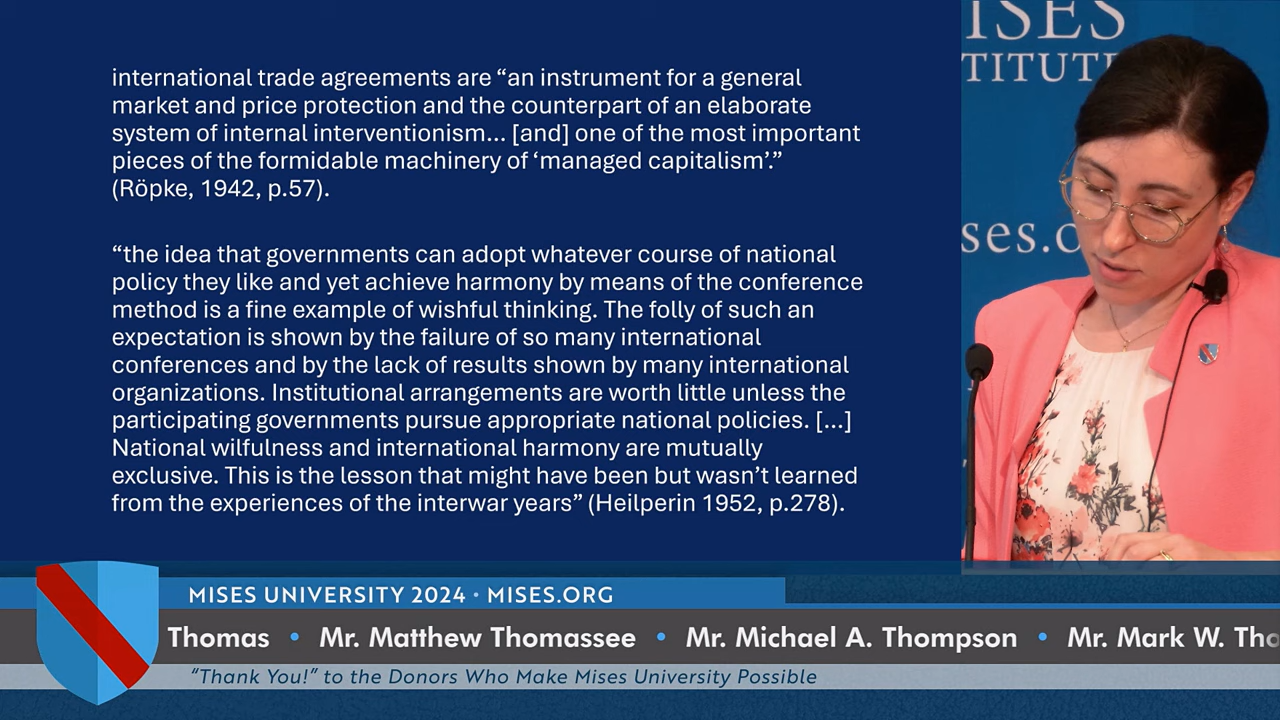 international trade agreements are “an instrument for a general
market and price protection and the counterpart of an elaborate
system of internal interventionism... [and] one of the most important
pieces of the formidable machinery of ‘managed capitalism’.”
(Röpke, 1942, p.57).
“the idea that governments can adopt whatever course of national
policy they like and yet achieve harmony by means of the conference
method is a fine example of wishful thinking. The folly of such an
expectation is shown by the failure of so many international
conferences and by the lack of results shown by many international
organizations. Institutional arrangements are worth little unless the
participating governments pursue appropriate national policies. [...]
National wilfulness and international harmony are mutually
exclusive. This is the lesson that might have been but wasn’t learned
from the experiences of the interwar years” (Heilperin 1952, p.278).
ISES
TITUT
ses.o
MISES UNIVERSITY 2024 • MISES.ORG
Thomas • Mr. Matthew Thomassee • Mr. Michael A. Thompson • Mr. Mark W. Tho
“Thank You!” to the Donors Who Make Mises University Possible